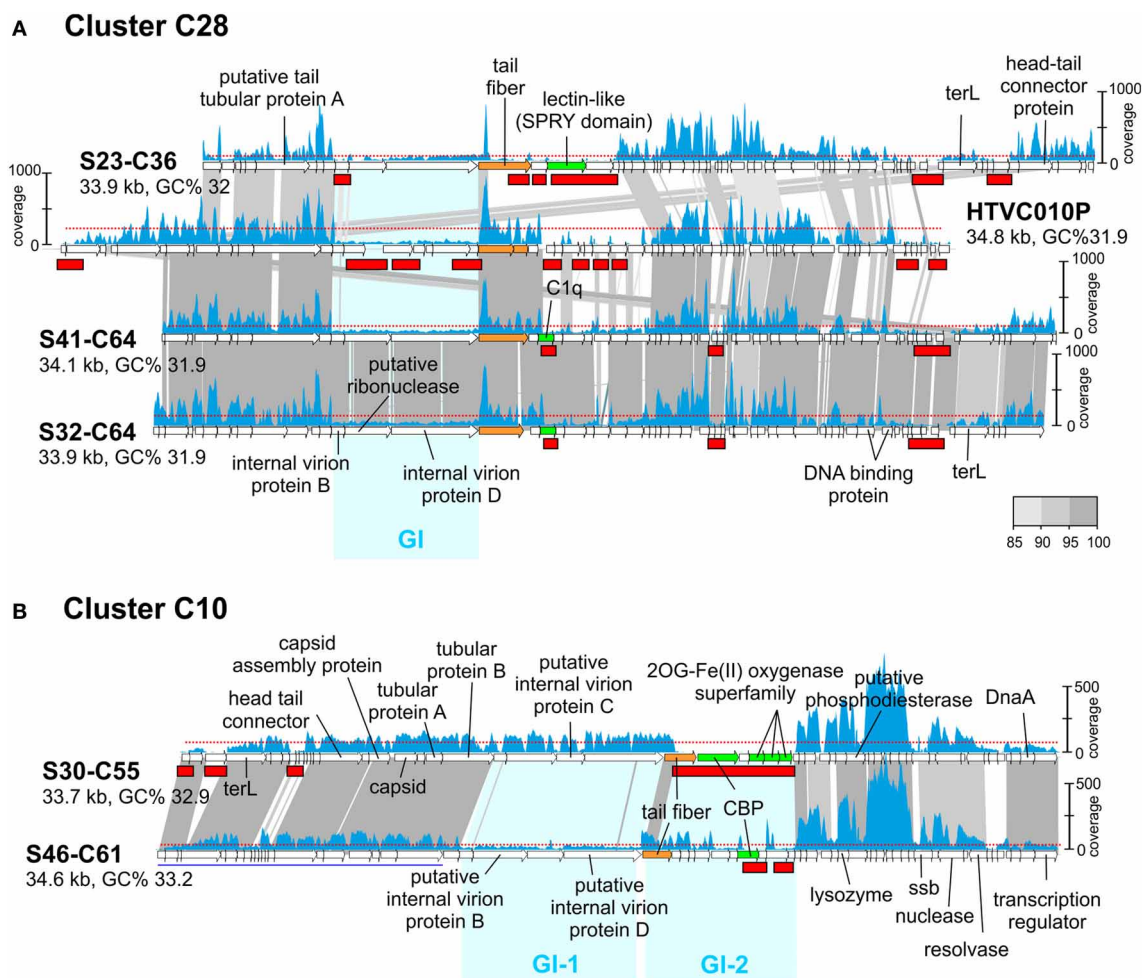 A Cluster C28
putative tail
tubular protein A
tail
fiber
lectin-like
(SPRY domain)
terL
head-tail
connector
protein
1000
0
coverage
S23-C36
33.9 kb, GC% 32
1000
0
coverage
HTVC010P
34.8 kb, GC%31.9
C1q
1000
0
coverage
S41-C64
34.1 kb, GC% 31.9
putative
ribonuclease
1000
0
coverage
S32-C64
33.9 kb, GC% 31.9
internal virion
protein B
internal virion
protein D
DNA binding
protein
terL
GI
85 90 95 100
B Cluster C10
capsid
assembly protein
tubular
protein B
putative
internal virion
protein C
2OG-Fe(II) oxygenase
superfamily
putative
phosphodiesterase
head tail
connector
tubular
protein A
DnaA
500
0
coverage
S30-C55
33.7 kb, GC% 32.9
terL
capsid
tail fiber
CBP
500
0
coverage
S46-C61
34.6 kb, GC% 33.2
putative
internal virion
protein B
putative
internal virion
protein D
lysozyme
ssb
nuclease
resolvase
transcription
regulator
GI-1
GI-2